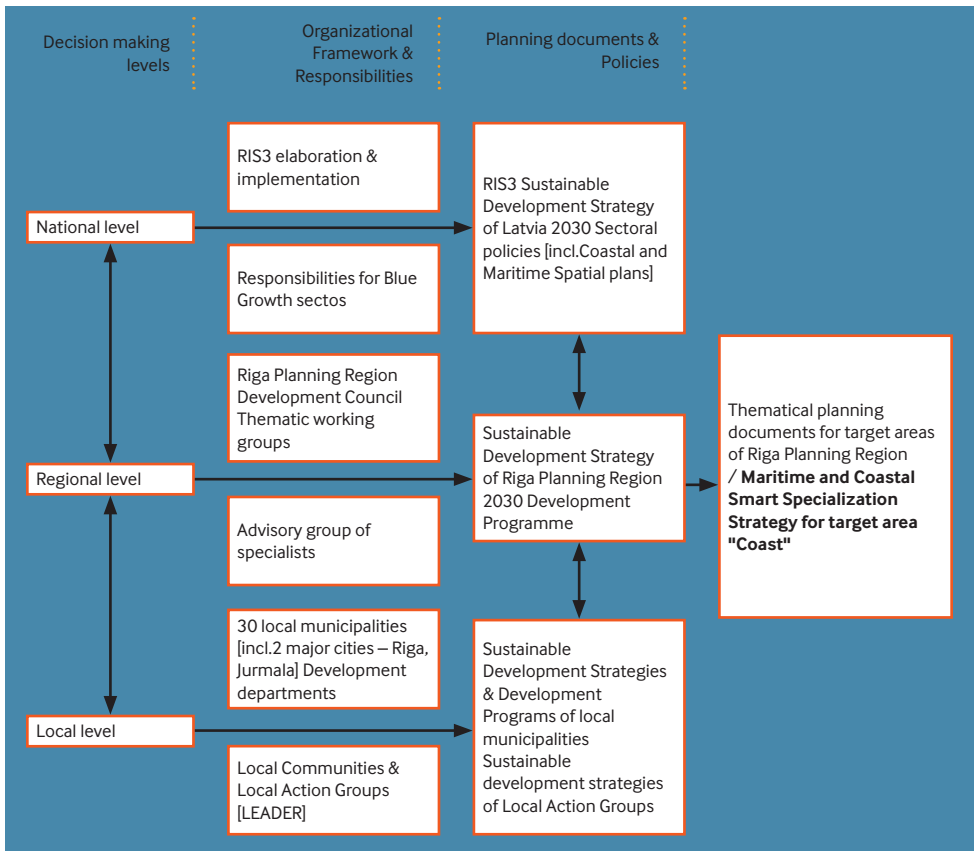 Decision making
levels
Organizational
Framework &
Responsibilities
Planning documents &
Policies
RIS3 elaboration &
implementation
National level
Responsibilities for Blue
Growth sectos
RIS3 Sustainable
Development Strategy
of Latvia 2030 Sectoral
policies [incl.Coastal and
Maritime Spatial plans]
Riga Planning Region
Development Council
Thematic working
groups
Regional level
Advisory group of
specialists
Sustainable
Development Strategy
of Riga Planning Region
2030 Development
Programme
Thematical planning
documents for target areas
of Riga Planning Region
/ Maritime and Coastal
Smart Specialization
Strategy for target area
"Coast"
30 local municipalities
[incl.2 major cities – Riga,
Jurmala] Development
departments
Local level
Local Communities &
Local Action Groups
[LEADER]
Sustainable
Development Strategies
& Development
Programs of local
municipalities
Sustainable
development strategies
of Local Action Groups